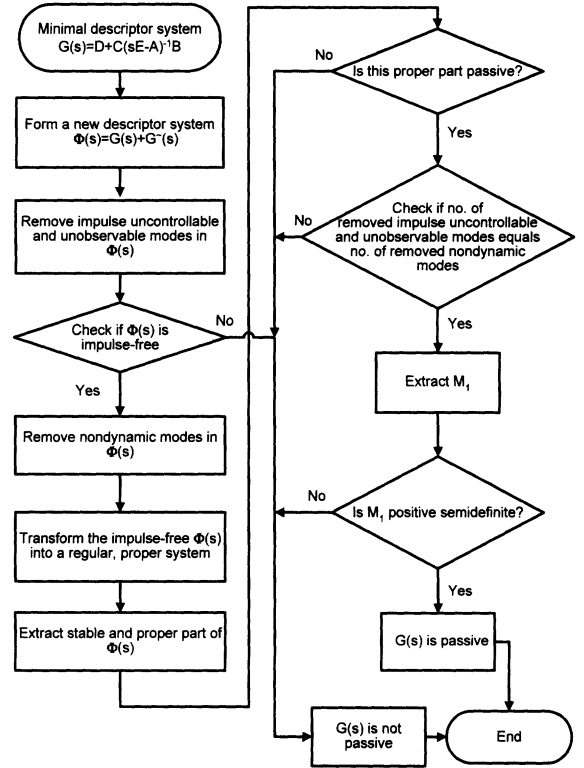 Minimal descriptor system
G(s)=D+C(sE-A)⁻¹B
Form a new descriptor system
Φ(s)=G(s)+G~(s)
Remove impulse uncontrollable
and unobservable modes in
Φ(s)
Check if Φ(s) is
impulse-free
No
Yes
Remove nondynamic modes in
Φ(s)
Transform the impulse-free Φ(s)
into a regular, proper system
Extract stable and proper part of
Φ(s)
Is this proper part passive?
No
Yes
Check if no. of
removed impulse uncontrollable
and unobservable modes equals
no. of removed nondynamic
modes
No
Yes
Extract M₁
Is M₁ positive semidefinite?
No
Yes
G(s) is passive
G(s) is not
passive
End